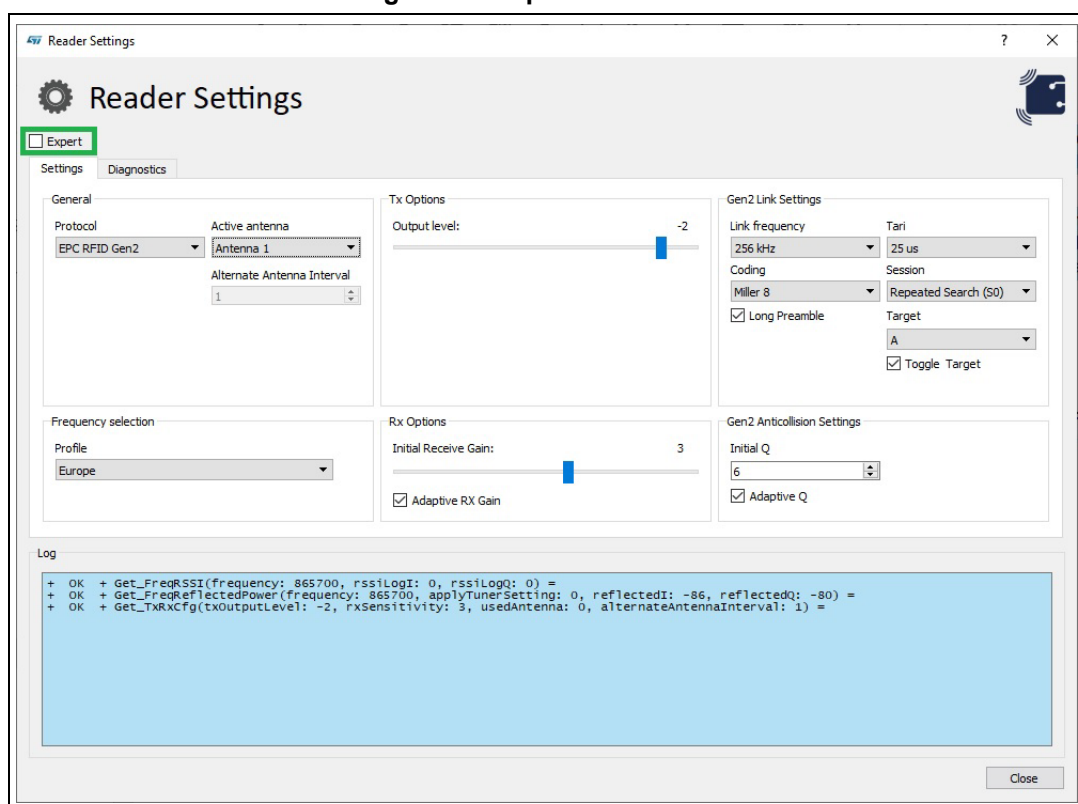 Reader Settings
?
Reader Settings
Expert
Settings Diagnostics
General
Protocol Active antenna
EPC RFID Gen2 Antenna 1
Alternate Antenna Interval
1
Tx Options
Output level: -2
Gen2 Link Settings
Link frequency Tari
256 kHz 25 us
Coding Session
Miller 8 Repeated Search (S0)
Long Preamble Target
A
Toggle Target
Frequency selection
Profile
Europe
Rx Options
Initial Receive Gain: 3
Adaptive RX Gain
Gen2 Anticollision Settings
Initial Q
6
Adaptive Q
Log
+ OK + Get_FreqRSSI(frequency: 865700, rssiLogI: 0, rssiLogQ: 0) =
+ OK + Get_FreqReflectedPower(frequency: 865700, applyTunerSetting: 0, reflectedI: -86, reflectedQ: -80) =
+ OK + Get_TxRxCfg(txOutputLevel: -2, rxSensitivity: 3, usedAntenna: 0, alternateAntennaInterval: 1) =
Close